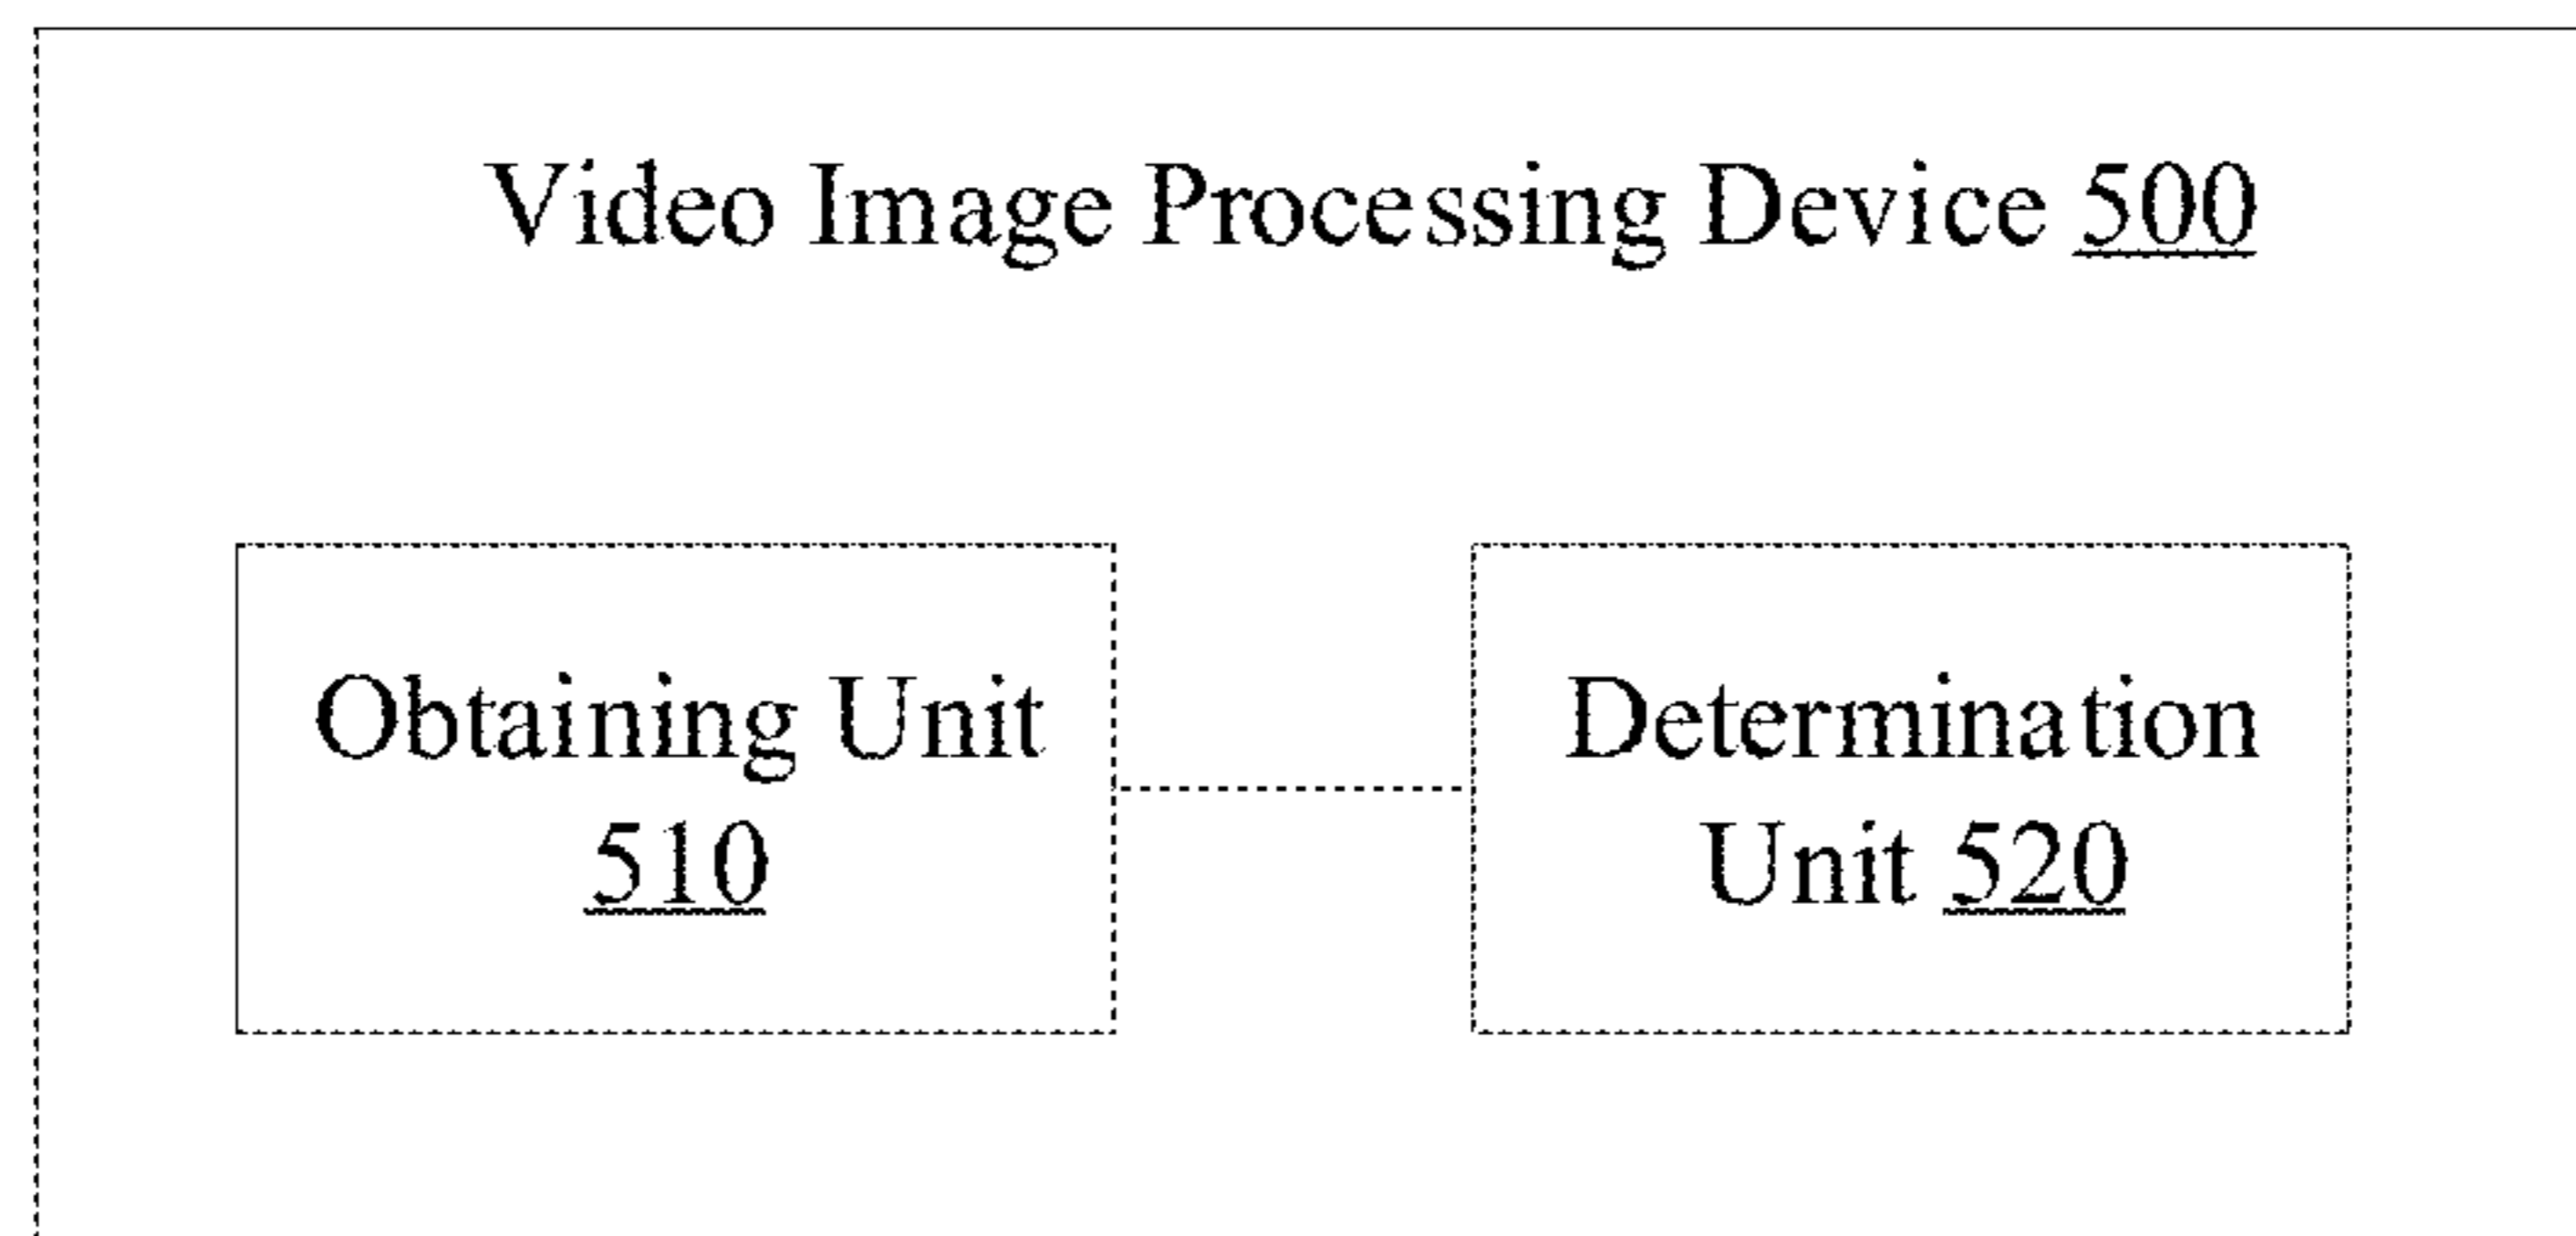 Video Image Processing Device 500
Obtaining Unit
510
Determination
Unit 520